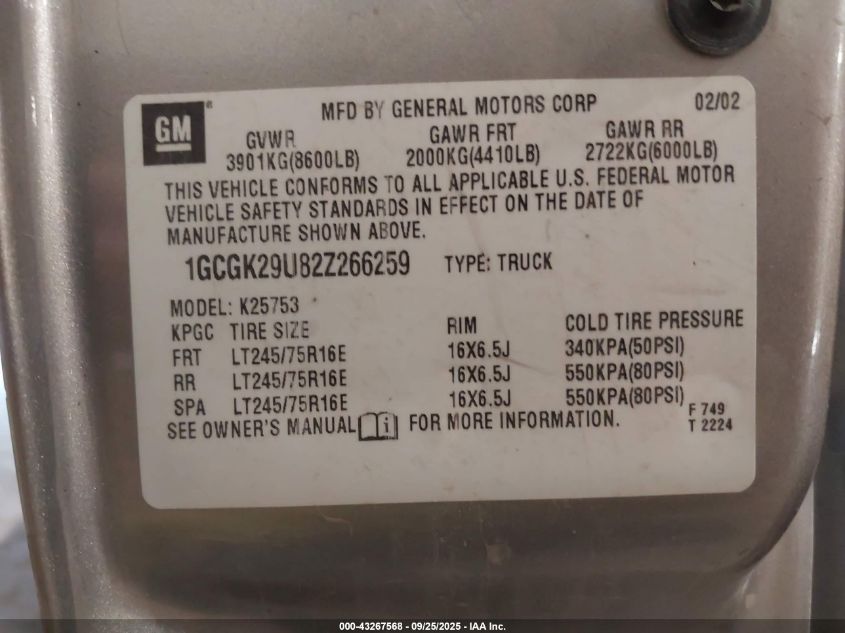 GM ® MFD BY GENERAL MOTORS CORP 02/02
GVWR GAWR FRT GAWR RR
3901KG(8600LB) 2000KG(4410LB) 2722KG(6000LB)
THIS VEHICLE CONFORMS TO ALL APPLICABLE U.S. FEDERAL MOTOR
VEHICLE SAFETY STANDARDS IN EFFECT ON THE DATE OF
MANUFACTURE SHOWN ABOVE.
1GCGK29U82Z266259 TYPE: TRUCK
MODEL: K25753
KPGC TIRE SIZE RIM COLD TIRE PRESSURE
FRT LT245/75R16E 16X6.5J 340KPA(50PSI)
RR LT245/75R16E 16X6.5J 550KPA(80PSI)
SPA LT245/75R16E 16X6.5J 550KPA(80PSI)
SEE OWNER'S MANUAL i FOR MORE INFORMATION.
F 749
T 2224
000-43267568 - 09/25/2025 - IAA Inc.